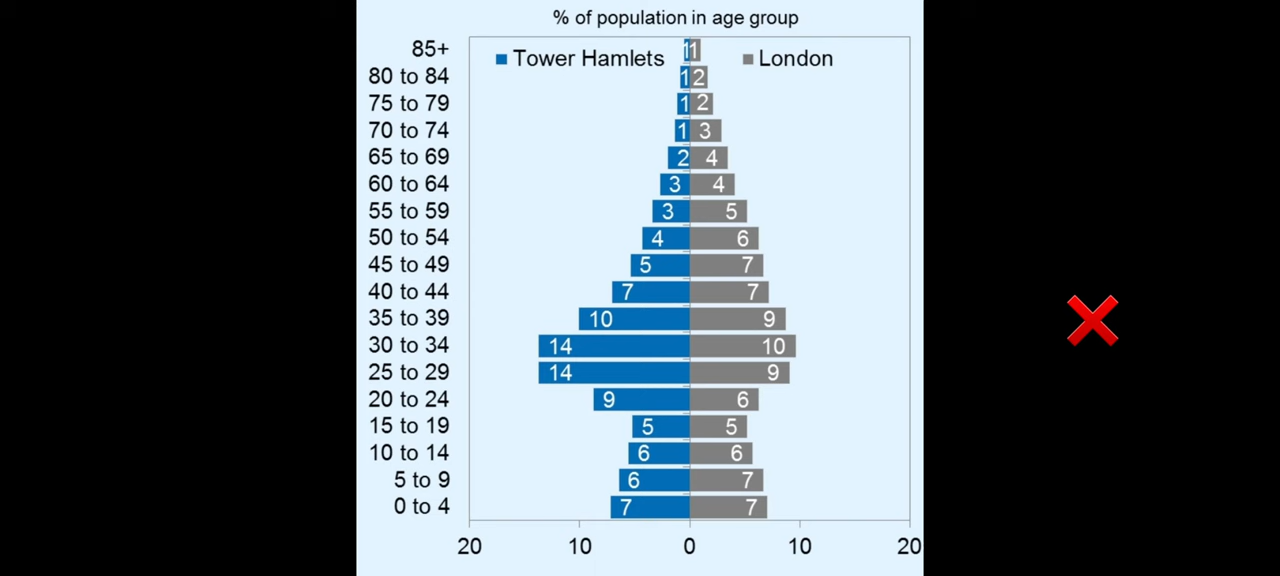 % of population in age group
Tower Hamlets London
85+ 1 1
80 to 84 1 2
75 to 79 1 2
70 to 74 1 3
65 to 69 2 4
60 to 64 3 4
55 to 59 3 5
50 to 54 4 6
45 to 49 5 7
40 to 44 7 7
35 to 39 10 9
30 to 34 14 10
25 to 29 14 9
20 to 24 9 6
15 to 19 5 5
10 to 14 6 6
5 to 9 6 7
0 to 4 7 7
20 10 0 10 20